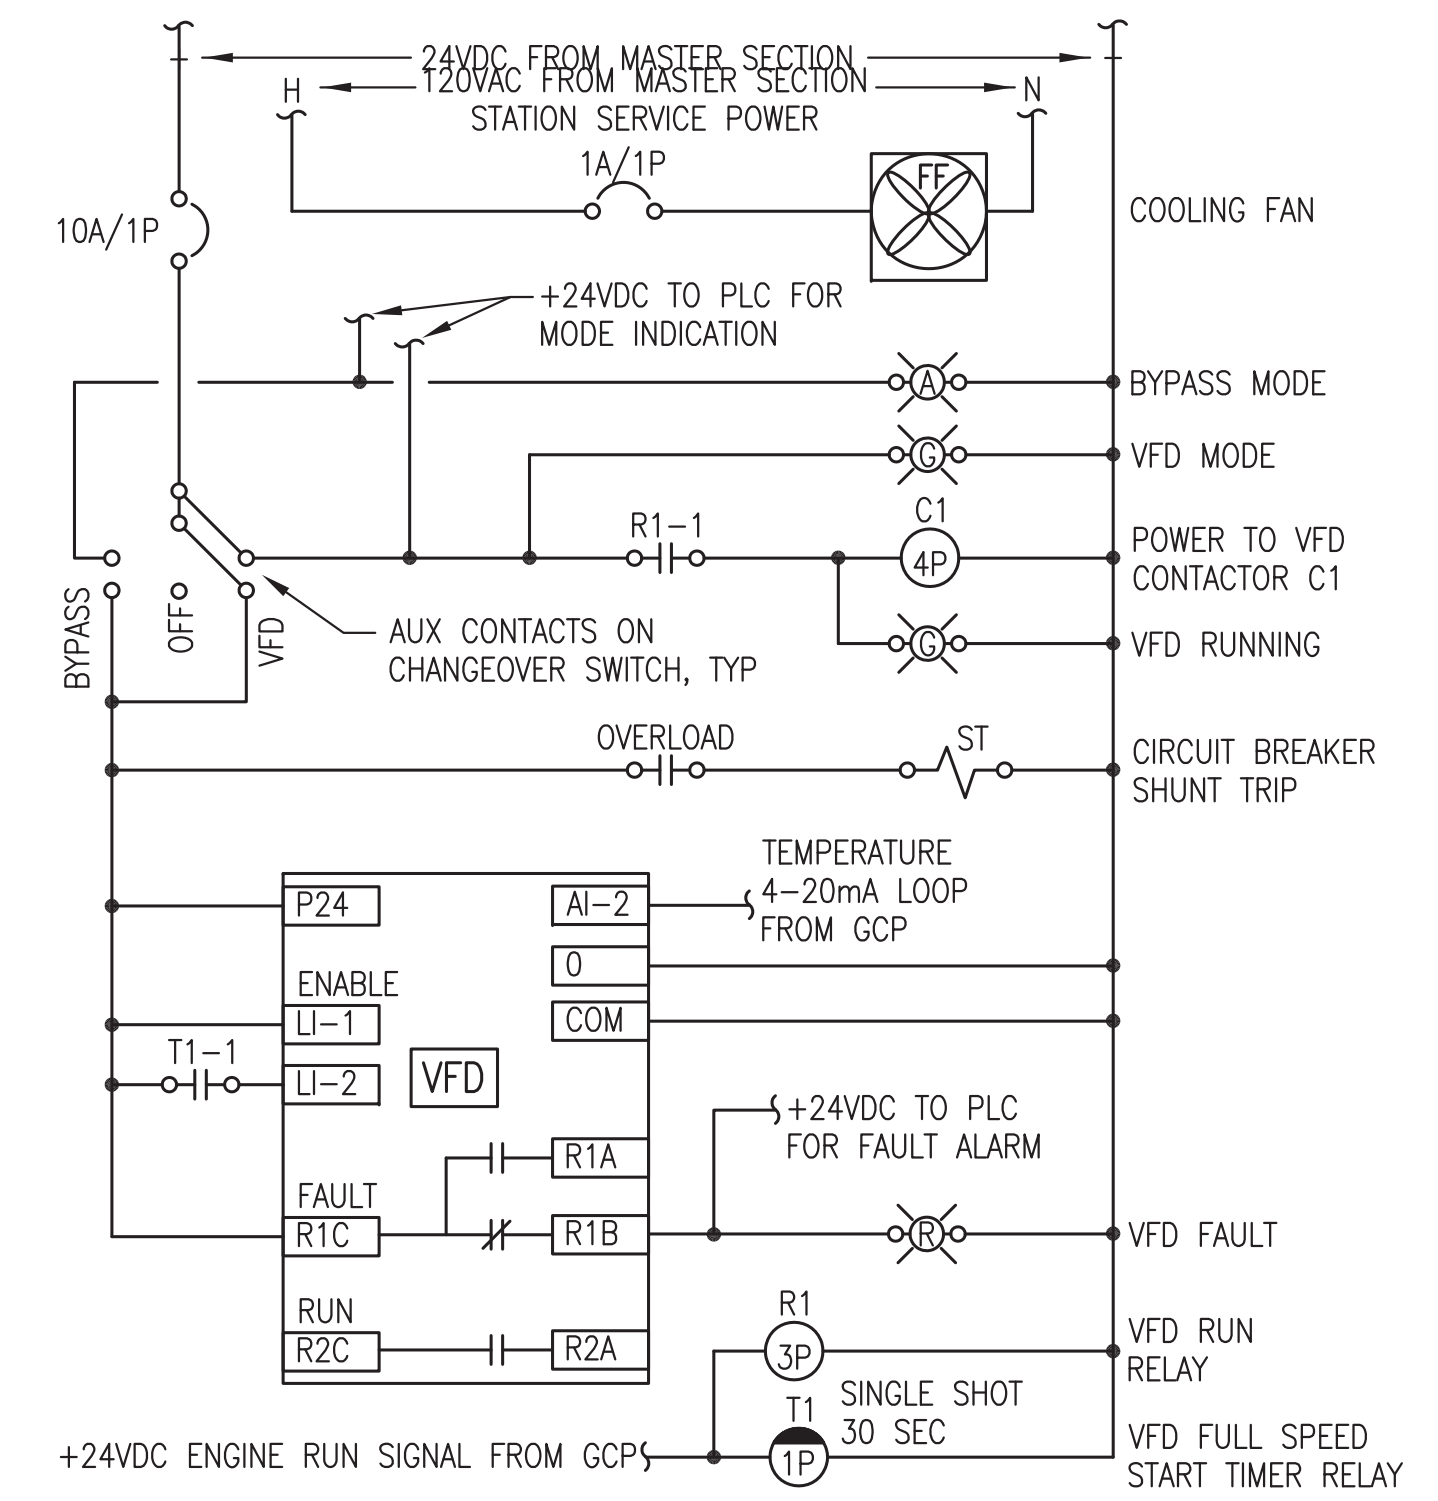 24VDC FROM MASTER SECTION
H
120VAC FROM MASTER SECTION
N
STATION SERVICE POWER
1A/1P
FF
10A/1P
COOLING FAN
+24VDC TO PLC FOR
MODE INDICATION
A
BYPASS MODE
G
VFD MODE
C1
R1-1
4P
POWER TO VFD
CONTACTOR C1
BYPASS
OFF
VFD
AUX CONTACTS ON
CHANGEOVER SWITCH, TYP
G
VFD RUNNING
OVERLOAD
ST
CIRCUIT BREAKER
SHUNT TRIP
TEMPERATURE
4-20mA LOOP
FROM GCP
P24
AI-2
0
ENABLE
LI-1
COM
T1-1
LI-2
VFD
+24VDC TO PLC
FOR FAULT ALARM
R1A
FAULT
R1C
R1B
R
VFD FAULT
RUN
R2C
R2A
R1
3P
VFD RUN
RELAY
T1
SINGLE SHOT
30 SEC
+24VDC ENGINE RUN SIGNAL FROM GCP
1P
VFD FULL SPEED
START TIMER RELAY